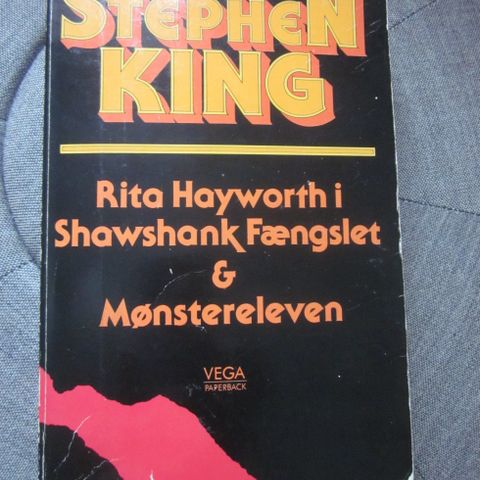 STEPHEN
KING
Rita Hayworth i
Shawshank Fængslet
&
Mønstereleven
VEGA
PAPERBACK